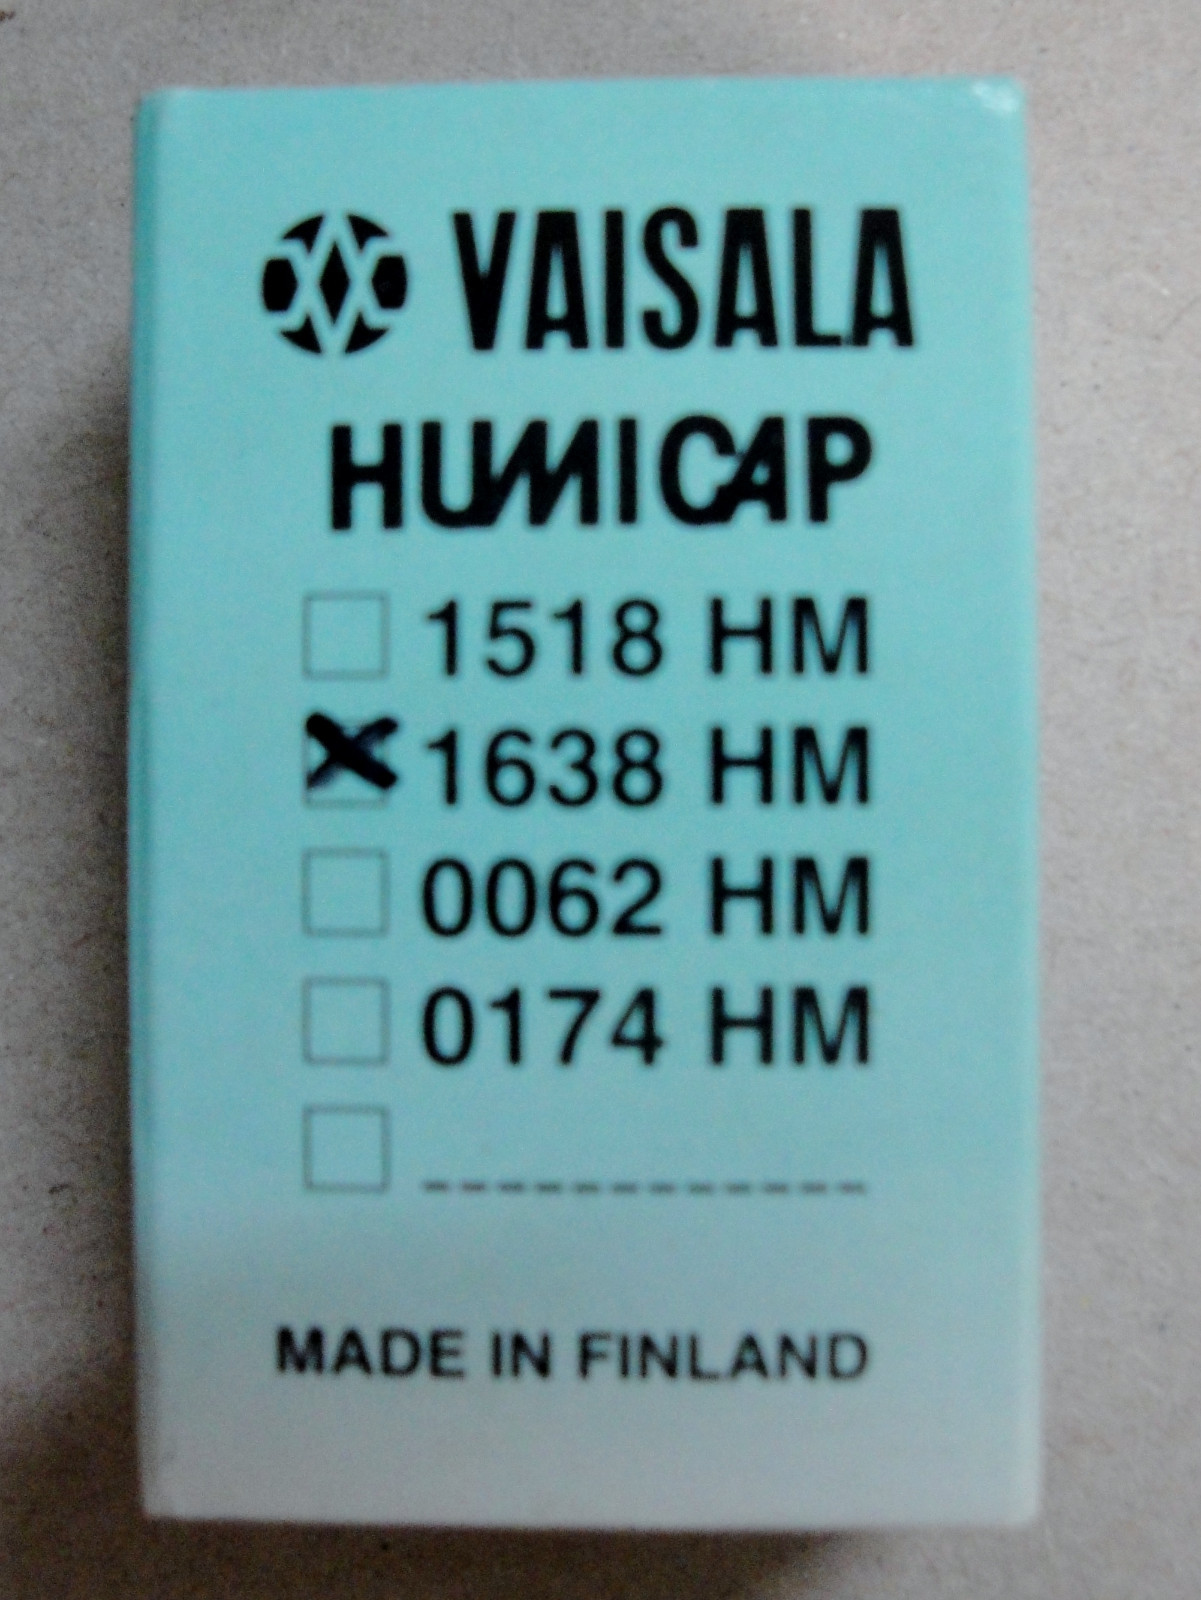 VAISALA
HUMICAP
1518 HM
1638 HM
0062 HM
0174 HM
MADE IN FINLAND